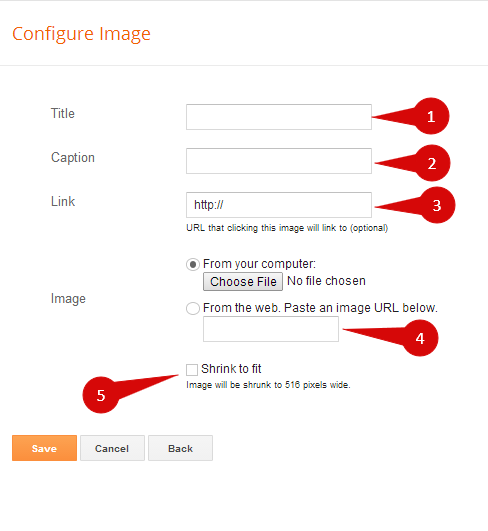 Configure Image
Title
1
Caption
2
Link
http://
3
URL that clicking this image will link to (optional)
Image
From your computer:
Choose File No file chosen
From the web. Paste an image URL below.
4
Shrink to fit
5
Image will be shrunk to 516 pixels wide.
Save Cancel Back